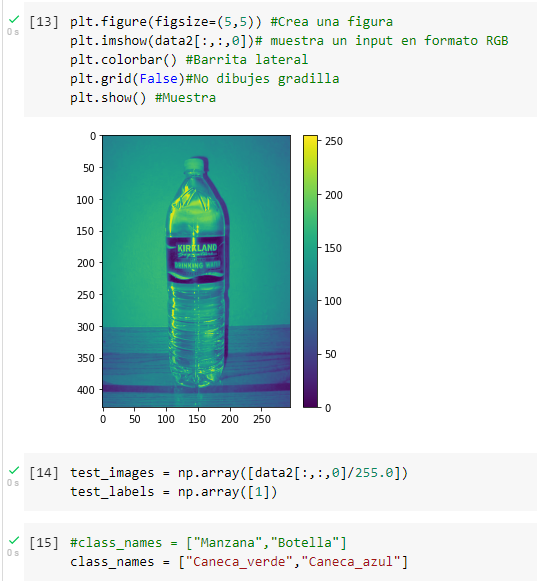 [13] plt.figure(figsize=(5,5)) #Crea una figura
plt.imshow(data2[:,:,0])# muestra un input en formato RGB
plt.colorbar() #Barrita lateral
plt.grid(False)#No dibujes gradilla
plt.show() #Muestra
0 s
0
50
100
150
200
250
300
350
400
0 50 100 150 200 250
250
200
150
100
50
0
KIRKLAND
DRINKING WATER
[14] test_images = np.array([data2[:,:,0]/255.0])
0 s
test_labels = np.array([1])
[15] #class_names = ["Manzana","Botella"]
0 s
class_names = ["Caneca_verde","Caneca_azul"]